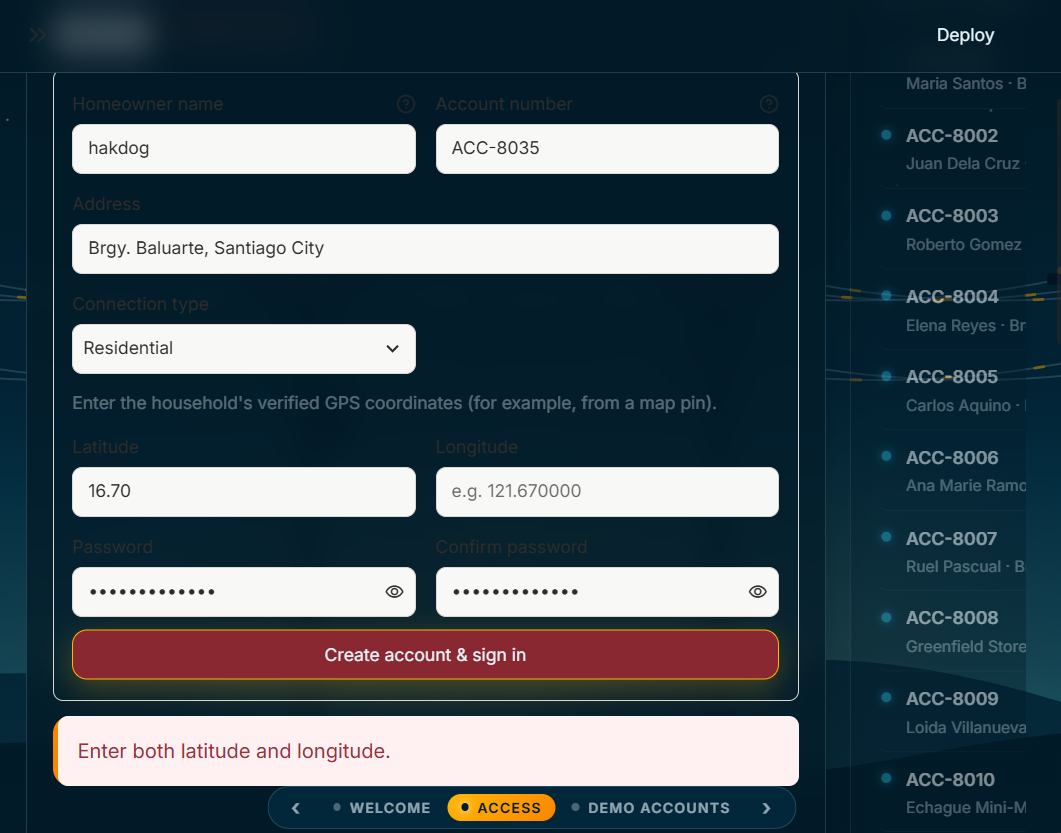 Deploy
Homeowner name
Account number
hakdog
ACC-8035
Address
Brgy. Baluarte, Santiago City
Connection type
Residential
Enter the household's verified GPS coordinates (for example, from a map pin).
Latitude
Longitude
16.70
e.g. 121.670000
Password
Confirm password
Create account & sign in
Enter both latitude and longitude.
WELCOME
ACCESS
DEMO ACCOUNTS
Maria Santos · B
ACC-8002
Juan Dela Cruz ·
ACC-8003
Roberto Gomez
ACC-8004
Elena Reyes · Br
ACC-8005
Carlos Aquino ·
ACC-8006
Ana Marie Ramo
ACC-8007
Ruel Pascual · B
ACC-8008
Greenfield Store
ACC-8009
Loida Villanueva
ACC-8010
Echague Mini-M